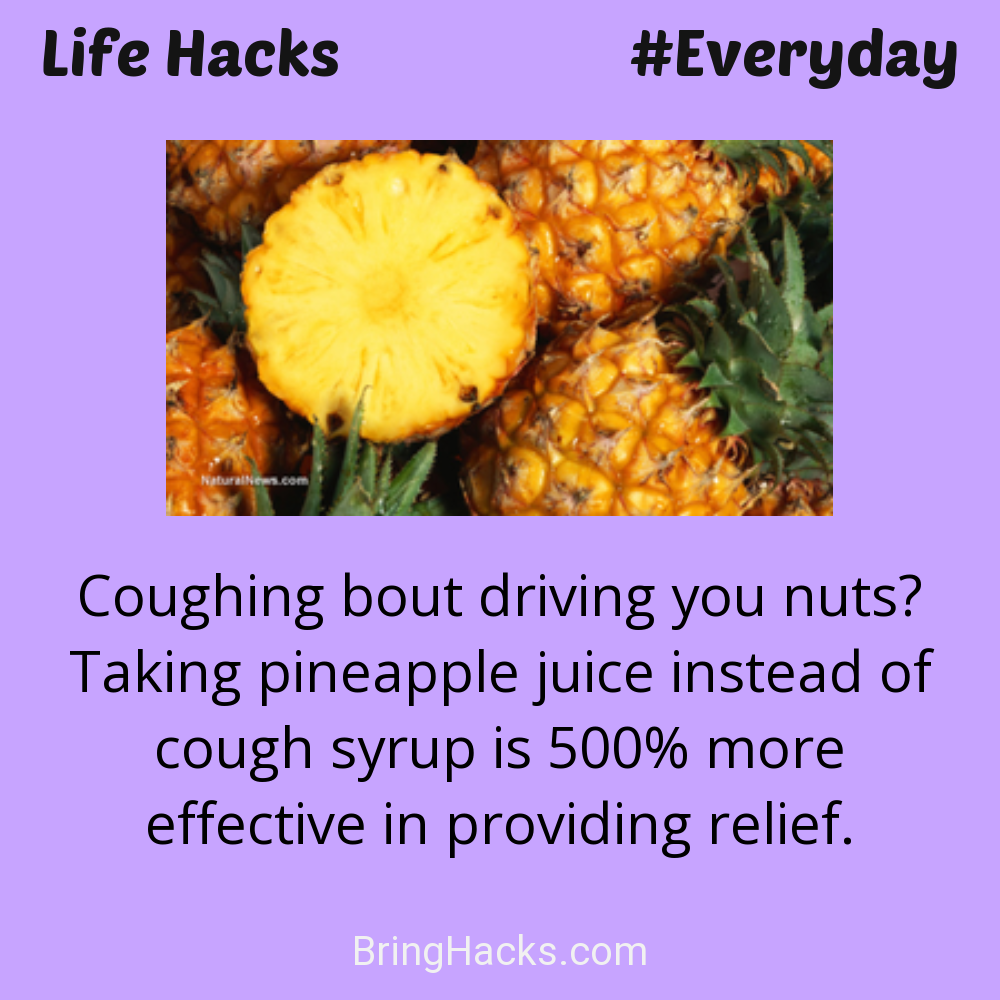 Life Hacks
#Everyday
NaturalNews.com
Coughing bout driving you nuts?
Taking pineapple juice instead of
cough syrup is 500% more
effective in providing relief.
BringHacks.com